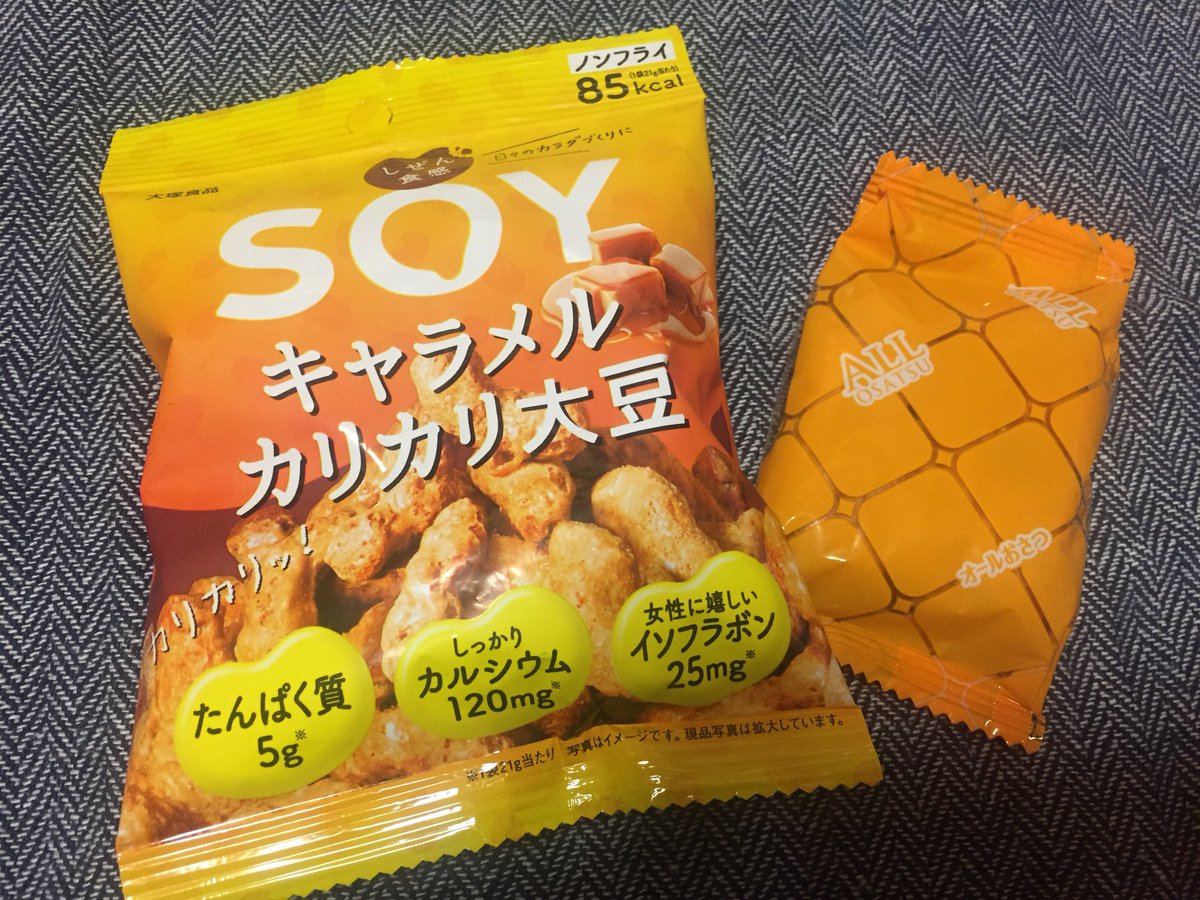 ノンフライ
85kcal
(1袋21g当たり)
日々のカラダづくりに
しぜん
食感
大塚食品
SOY
キャラメル
カリカリ大豆
カリカリッ!
たんぱく質
5g※
しっかり
カルシウム
120mg※
女性に嬉しい
イソフラボン
25mg※
※1袋21g当たり 写真はイメージです。現品写真は拡大しています。
ALL
OSATSU
ALL
OSATSU
オールおさつ